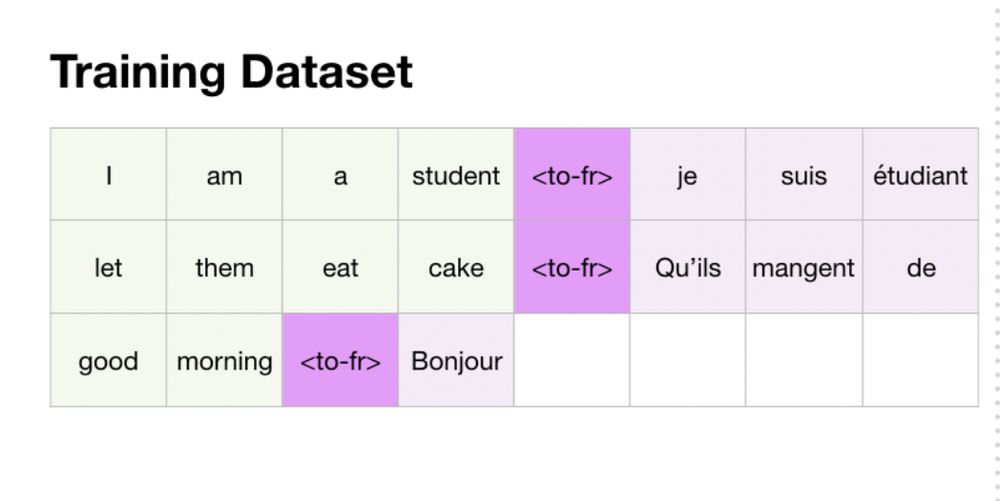 Training Dataset
I am a student <to-fr> je suis étudiant
let them eat cake <to-fr> Qu’ils mangent de
good morning <to-fr> Bonjour